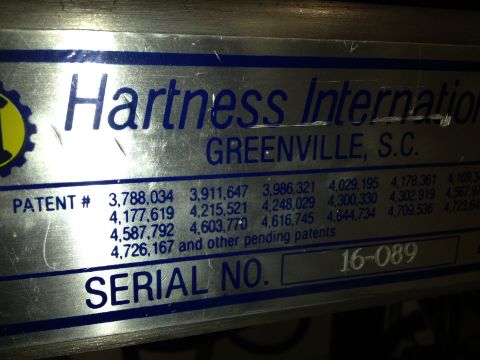 Hartness Internation
GREENVILLE, S.C.
PATENT # 3,788,034 3,911,647 3,986,321 4,029,195 4,178,361
4,177,619 4,215,521 4,248,029 4,300,330 4,302,919
4,587,792 4,603,770 4,616,745 4,644,734 4,709,536
4,726,167 and other pending patents
SERIAL NO. 16-089